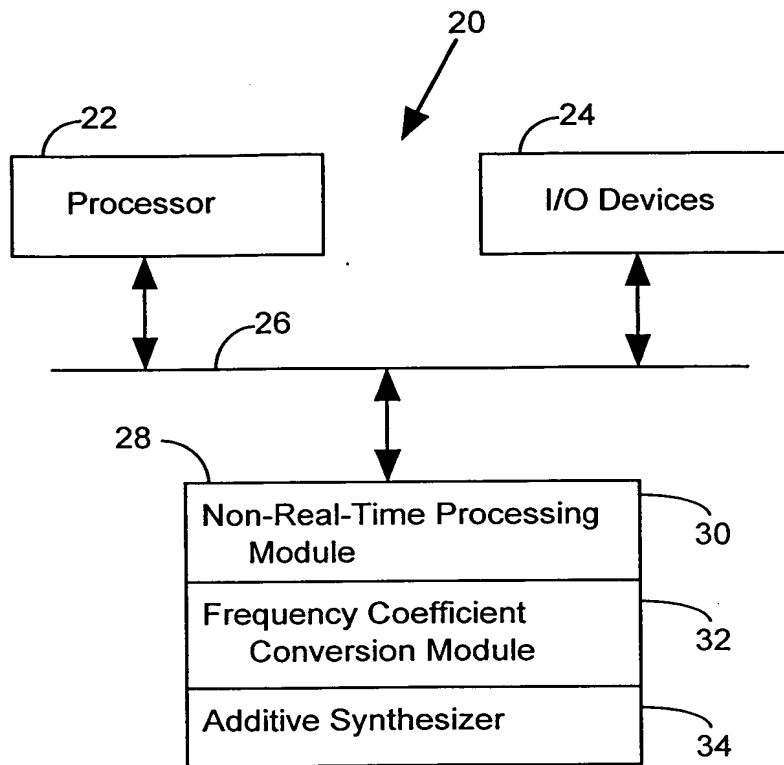 20
22
24
Processor
I/O Devices
26
28
Non-Real-Time Processing
Module
30
Frequency Coefficient
Conversion Module
32
Additive Synthesizer
34